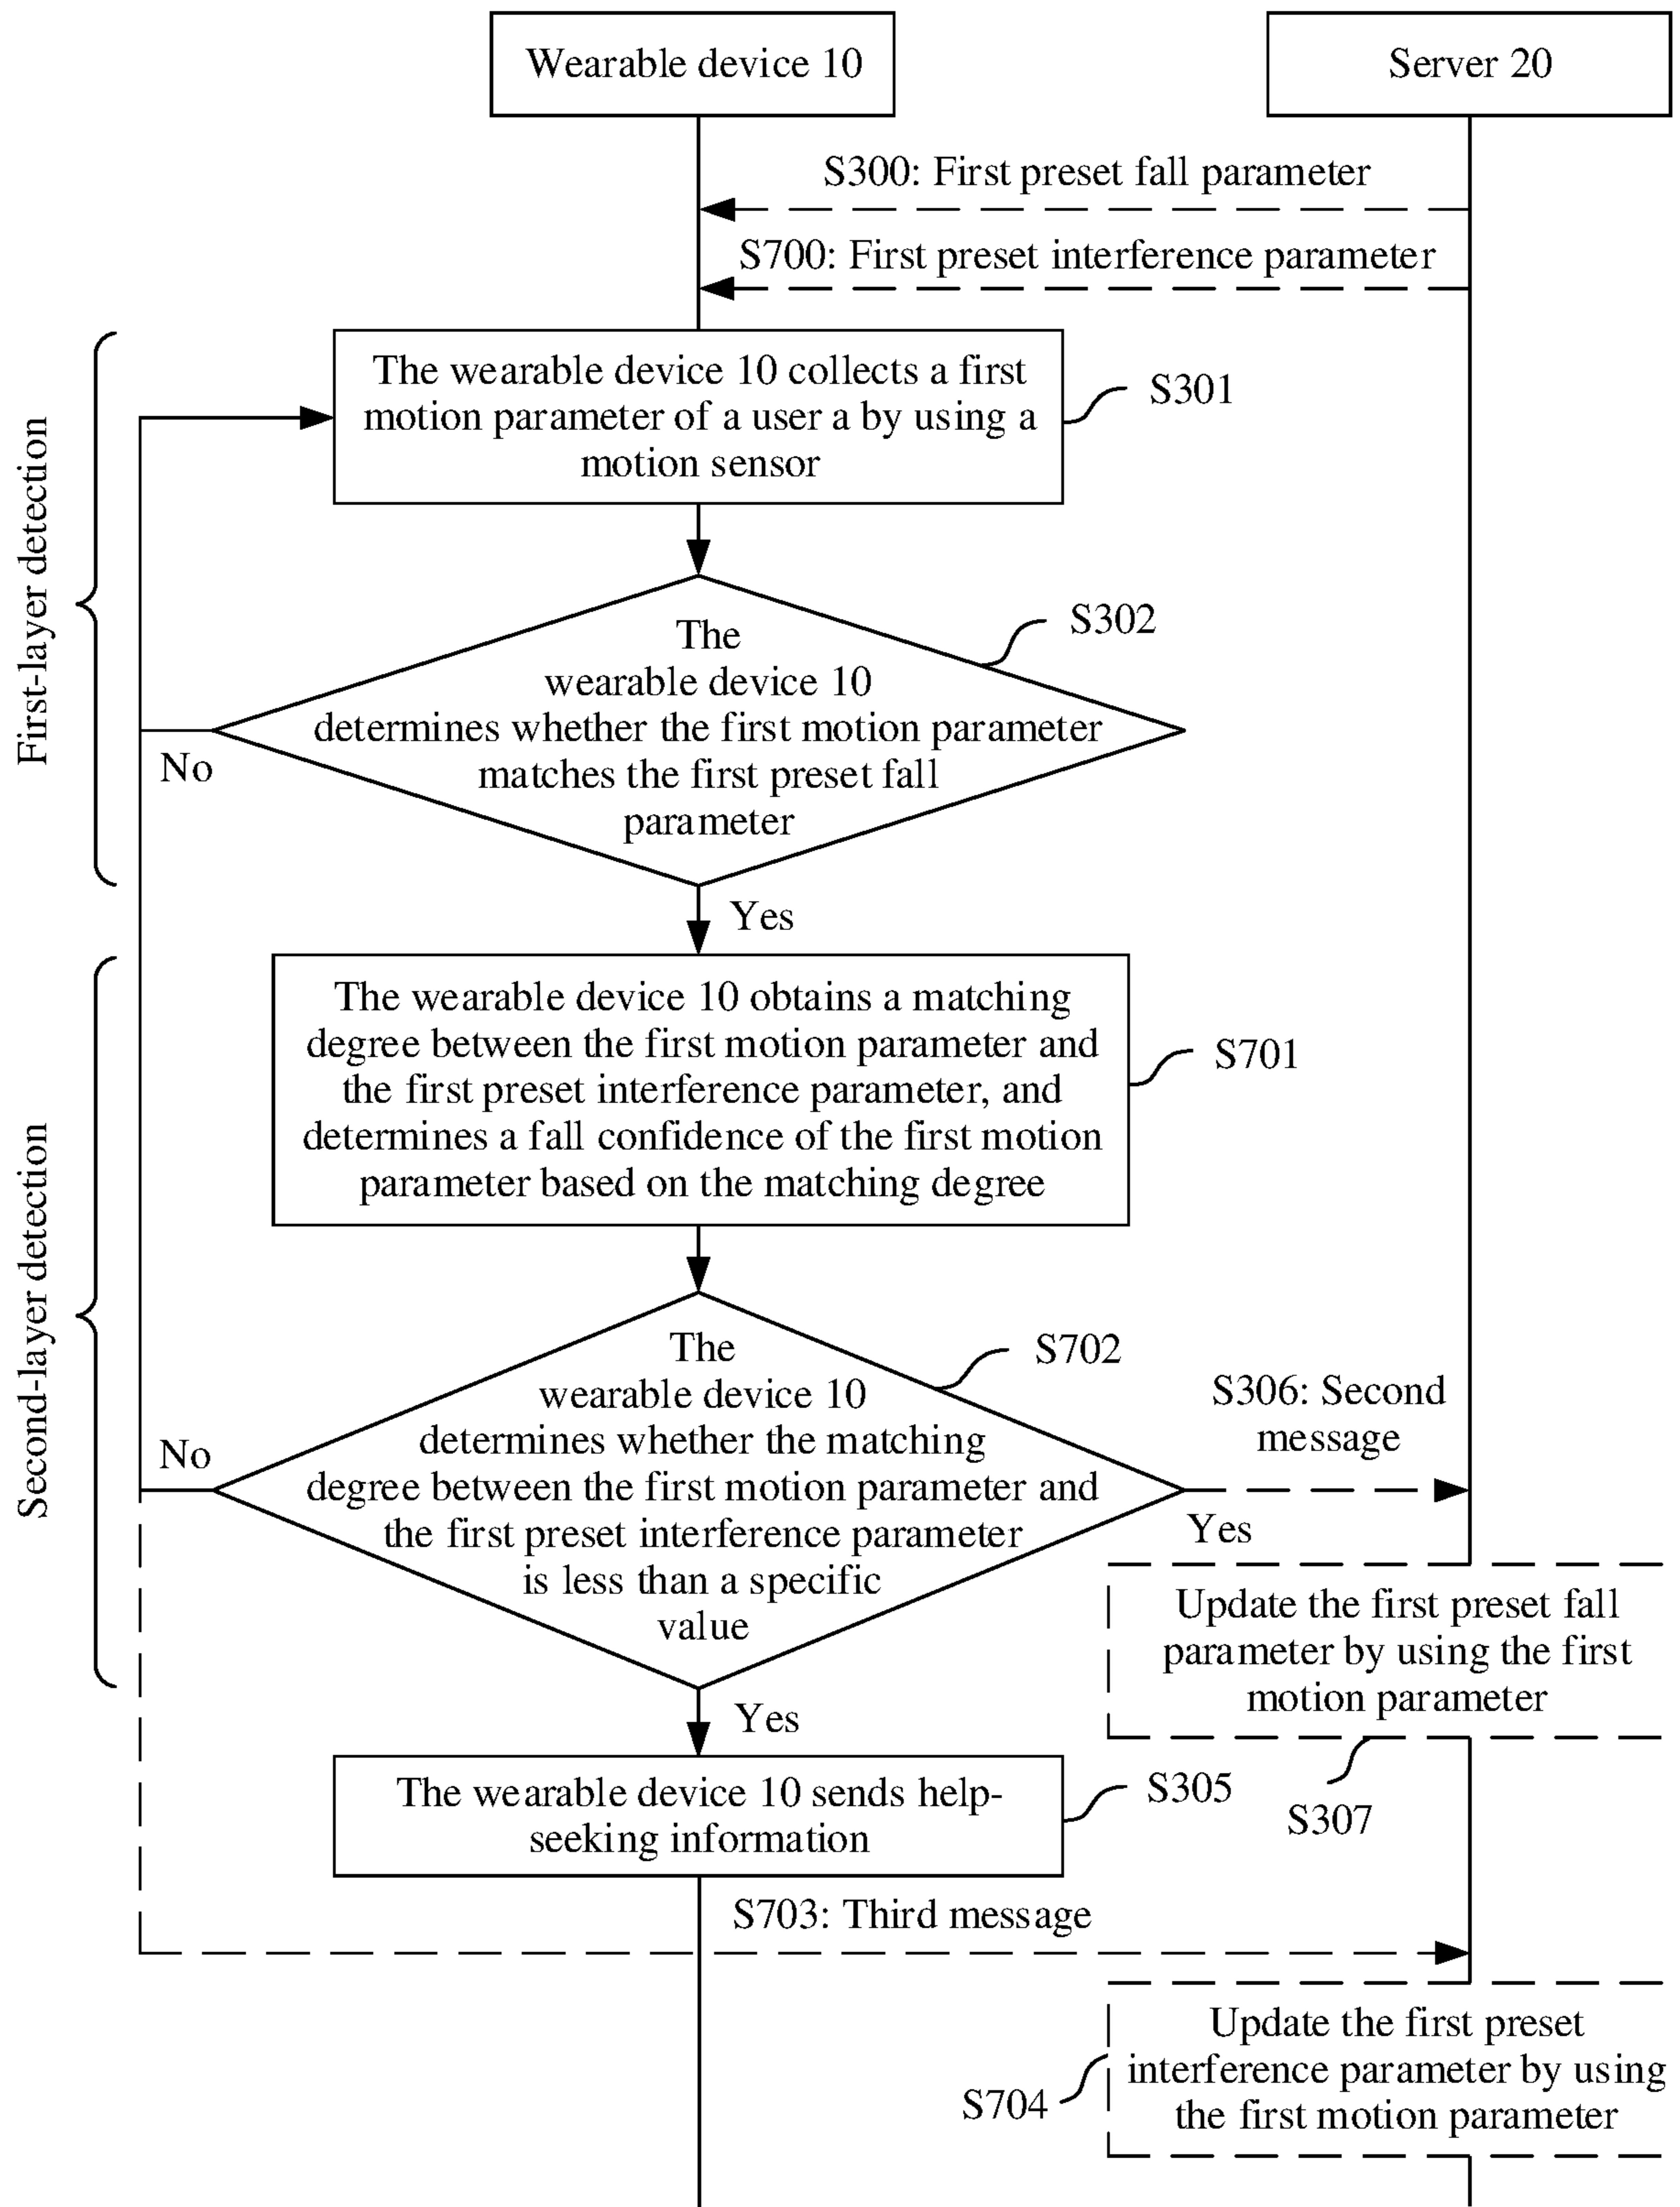 Wearable device 10
Server 20
S300: First preset fall parameter
S700: First preset interference parameter
First-layer detection
The wearable device 10 collects a first
motion parameter of a user a by using a
motion sensor
S301
The
wearable device 10
determines whether the first motion parameter
matches the first preset fall
parameter
S302
No
Yes
Second-layer detection
The wearable device 10 obtains a matching
degree between the first motion parameter and
the first preset interference parameter, and
determines a fall confidence of the first motion
parameter based on the matching degree
S701
The
wearable device 10
determines whether the matching
degree between the first motion parameter and
the first preset interference parameter
is less than a specific
value
S702
No
S306: Second
message
Yes
Update the first preset fall
parameter by using the first
motion parameter
S307
Yes
The wearable device 10 sends help-
seeking information
S305
S703: Third message
Update the first preset
interference parameter by using
the first motion parameter
S704